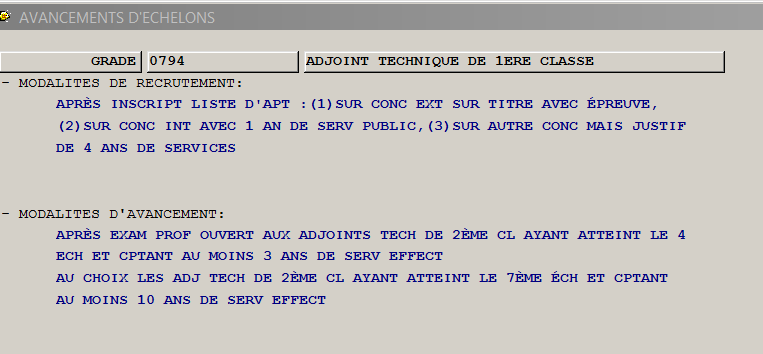 AVANCEMENTS D'ECHELONS
GRADE 0794 ADJOINT TECHNIQUE DE 1ERE CLASSE
- MODALITES DE RECRUTEMENT:
APRÈS INSCRIPT LISTE D'APT :(1)SUR CONC EXT SUR TITRE AVEC ÉPREUVE,
(2)SUR CONC INT AVEC 1 AN DE SERV PUBLIC,(3)SUR AUTRE CONC MAIS JUSTIF
DE 4 ANS DE SERVICES
- MODALITES D'AVANCEMENT:
APRÈS EXAM PROF OUVERT AUX ADJOINTS TECH DE 2ÈME CL AYANT ATTEINT LE 4
ECH ET CPTANT AU MOINS 3 ANS DE SERV EFFECT
AU CHOIX LES ADJ TECH DE 2ÈME CL AYANT ATTEINT LE 7ÈME ÉCH ET CPTANT
AU MOINS 10 ANS DE SERV EFFECT